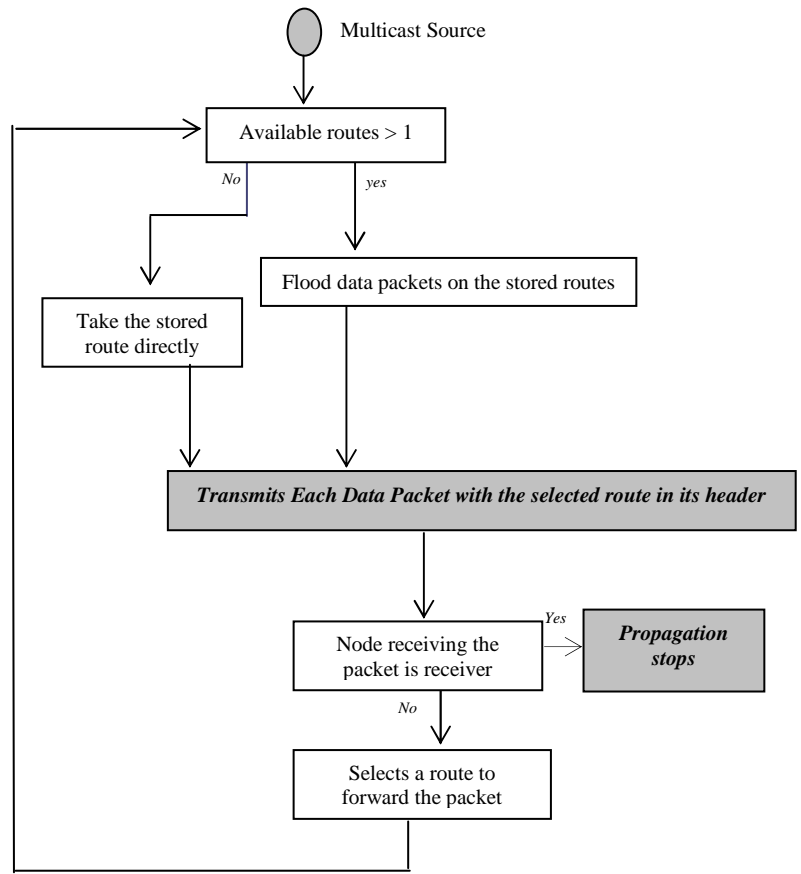 Multicast Source
Available routes > 1
No
yes
Flood data packets on the stored routes
Take the stored
route directly
Transmits Each Data Packet with the selected route in its header
Yes
Node receiving the
packet is receiver
Propagation
stops
No
Selects a route to
forward the packet